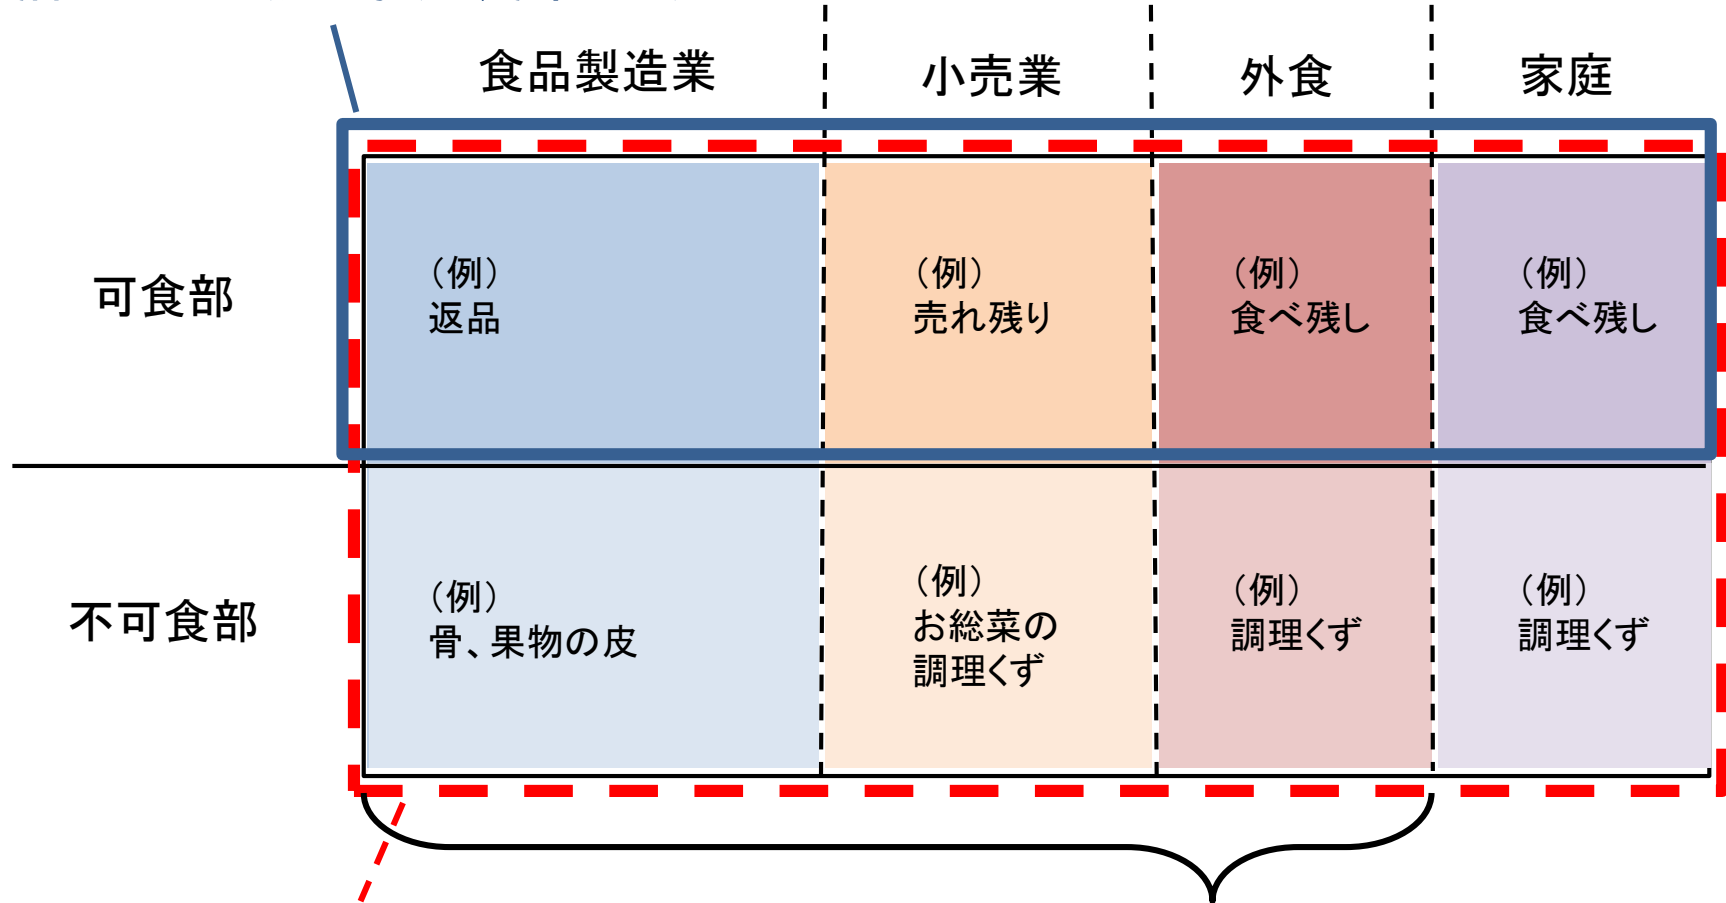 食品製造業
小売業
外食
家庭
可食部
（例）
返品
（例）
売れ残り
（例）
食べ残し
（例）
食べ残し
不可食部
（例）
骨、果物の皮
（例）
お総菜の
調理くず
（例）
調理くず
（例）
調理くず